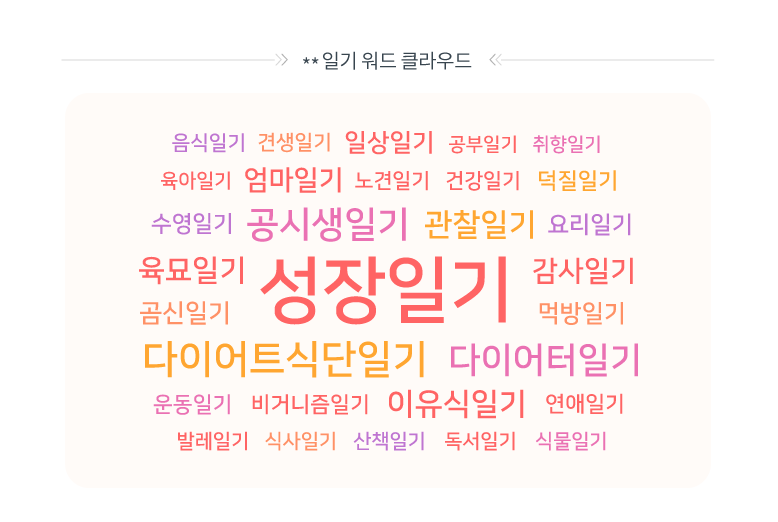 ** 일기 워드 클라우드
음식일기 견생일기 일상일기 공부일기 취향일기
육아일기 엄마일기 노견일기 건강일기 덕질일기
수영일기 공시생일기 관찰일기 요리일기
육묘일기 성장일기 감사일기
곰신일기 먹방일기
다이어트식단일기 다이어터일기
운동일기 비거니즘일기 이유식일기 연애일기
발레일기 식사일기 산책일기 독서일기 식물일기